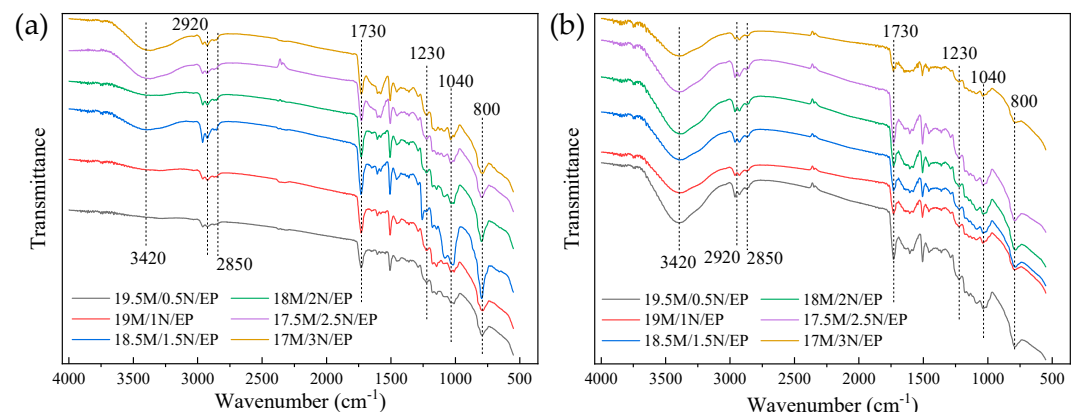 (a)
2920
1730
3420
2850
1230
1040
800
Transmittance
19.5M/0.5N/EP
18M/2N/EP
19M/1N/EP
17.5M/2.5N/EP
18.5M/1.5N/EP
17M/3N/EP
4000 3500 3000 2500 2000 1500 1000 500
Wavenumber (cm-1)
(b)
1730
1230
1040
800
3420
2920
2850
Transmittance
19.5M/0.5N/EP
18M/2N/EP
19M/1N/EP
17.5M/2.5N/EP
18.5M/1.5N/EP
17M/3N/EP
4000 3500 3000 2500 2000 1500 1000 500
Wavenumber (cm-1)